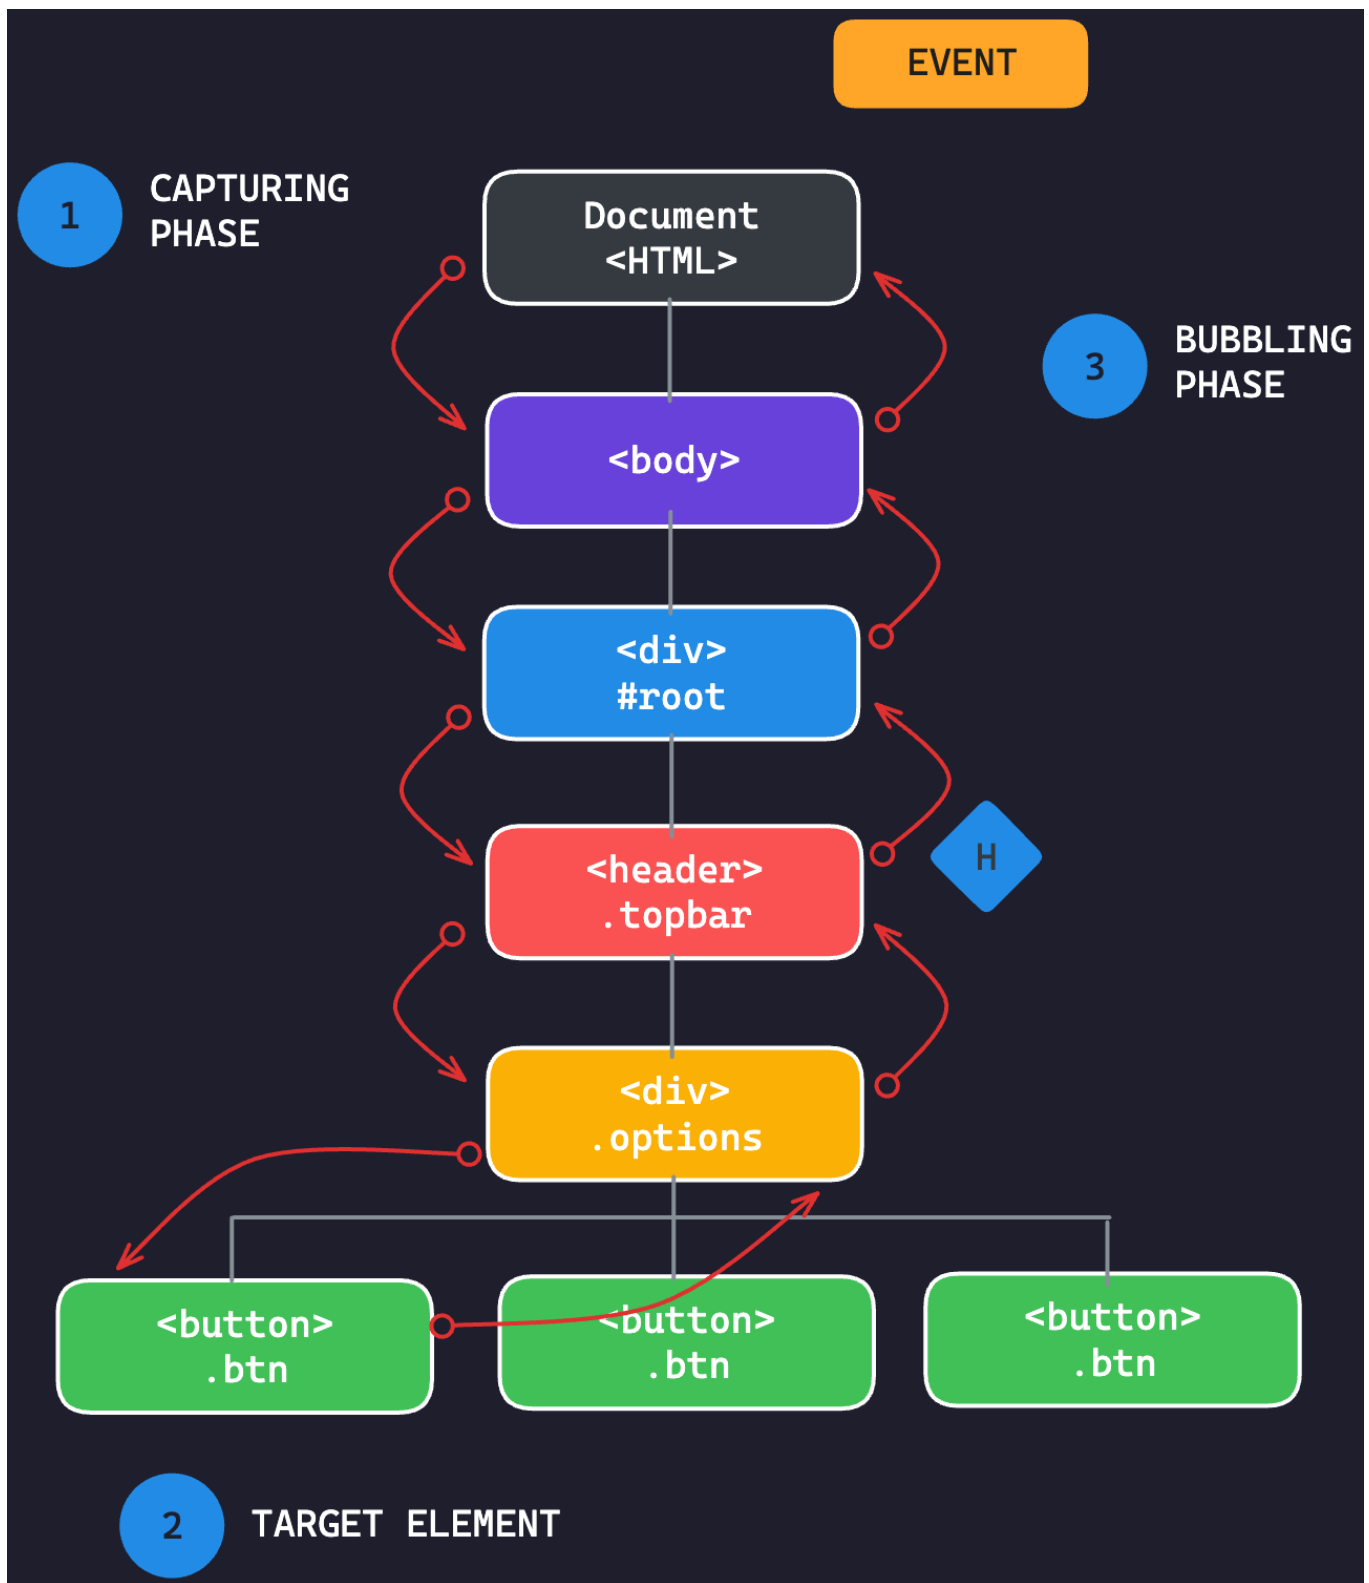 EVENT
1
CAPTURING
PHASE
Document
<HTML>
3
BUBBLING
PHASE
<body>
<div>
#root
H
<header>
.topbar
<div>
.options
<button>
.btn
<button>
.btn
<button>
.btn
2
TARGET ELEMENT